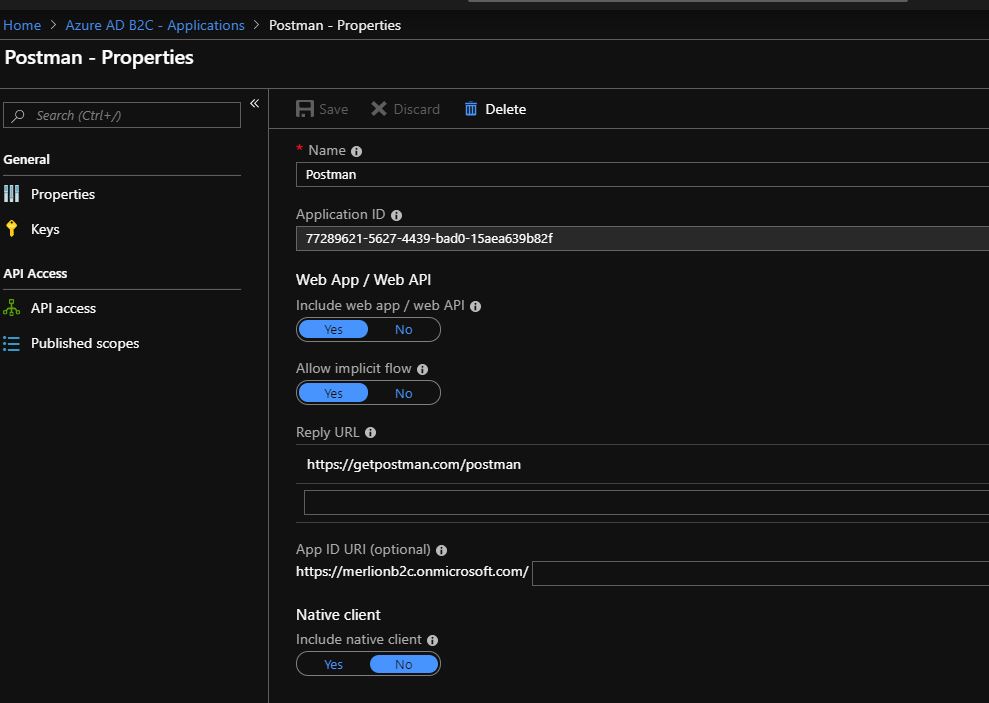 Home > Azure AD B2C - Applications > Postman - Properties
Postman - Properties
Search (Ctrl+/)
«
General
Properties
Keys
API Access
API access
Published scopes
Save Discard Delete
* Name
Postman
Application ID
77289621-5627-4439-bad0-15aea639b82f
Web App / Web API
Include web app / web API
Yes No
Allow implicit flow
Yes No
Reply URL
https://getpostman.com/postman
App ID URI (optional)
https://merlionb2c.onmicrosoft.com/
Native client
Include native client
Yes No